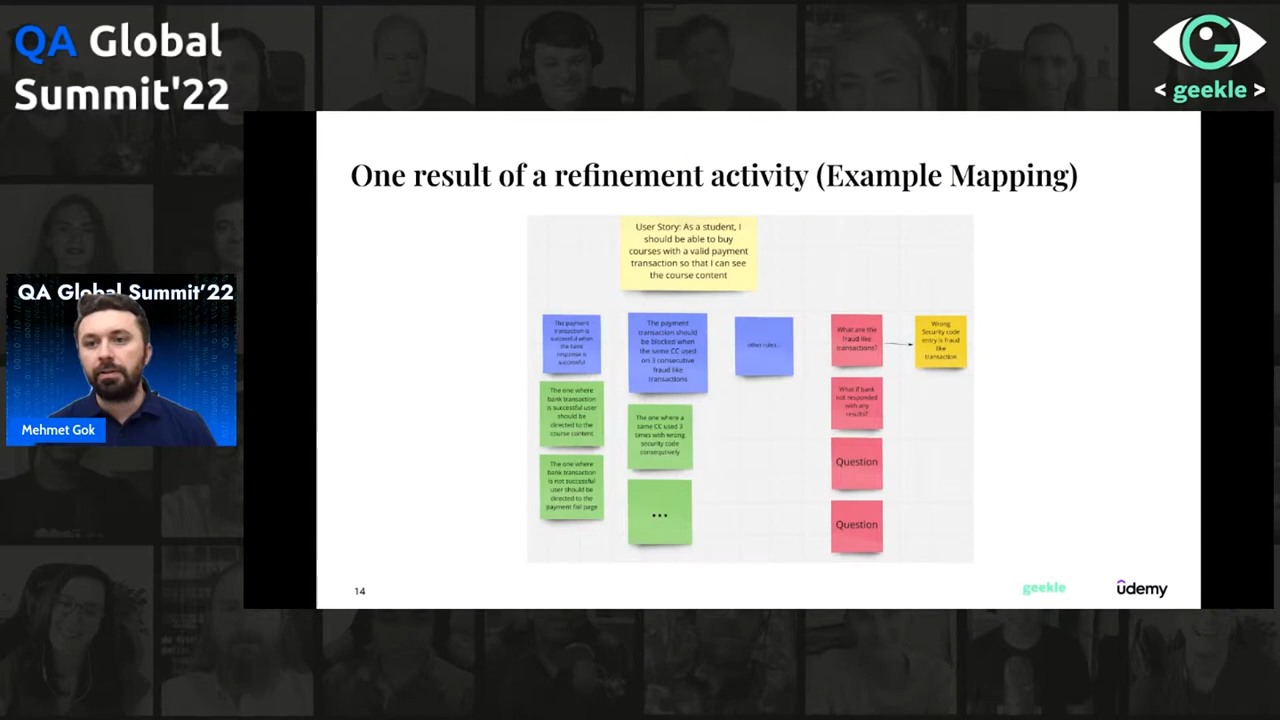 QA Global
Summit'22
G
< geekle >
One result of a refinement activity (Example Mapping)
User Story: As a student, I
should be able to buy
courses with a valid payment
transaction so that I can see
the course content
The payment
transaction is
successful when
the bank
response is
successful
The payment
transaction should
be blocked when
the same CC used
on 3 consecutive
fraud like
transactions
other rules...
What are the
fraud like
transactions?
Wrong
Security code
entry is fraud
like
transaction
The one where
bank transaction
is successful user
should be
directed to the
course content
The one where a
same CC used 3
times with wrong
security code
consequtively
What if bank
not responded
with any
results?
The one where
bank transaction
is not successful
user should be
directed to the
payment fail page
...
Question
Question
QA Global Summit'22
Mehmet Gok
14
geekle
ûdemy